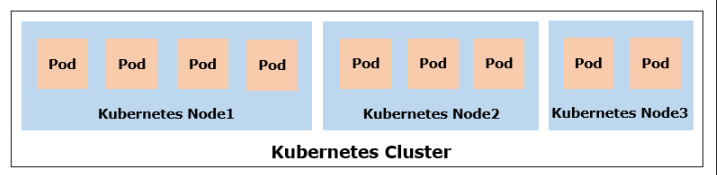 Pod Pod Pod Pod
Kubernetes Node1
Pod Pod Pod
Kubernetes Node2
Pod Pod
Kubernetes Node3
Kubernetes Cluster